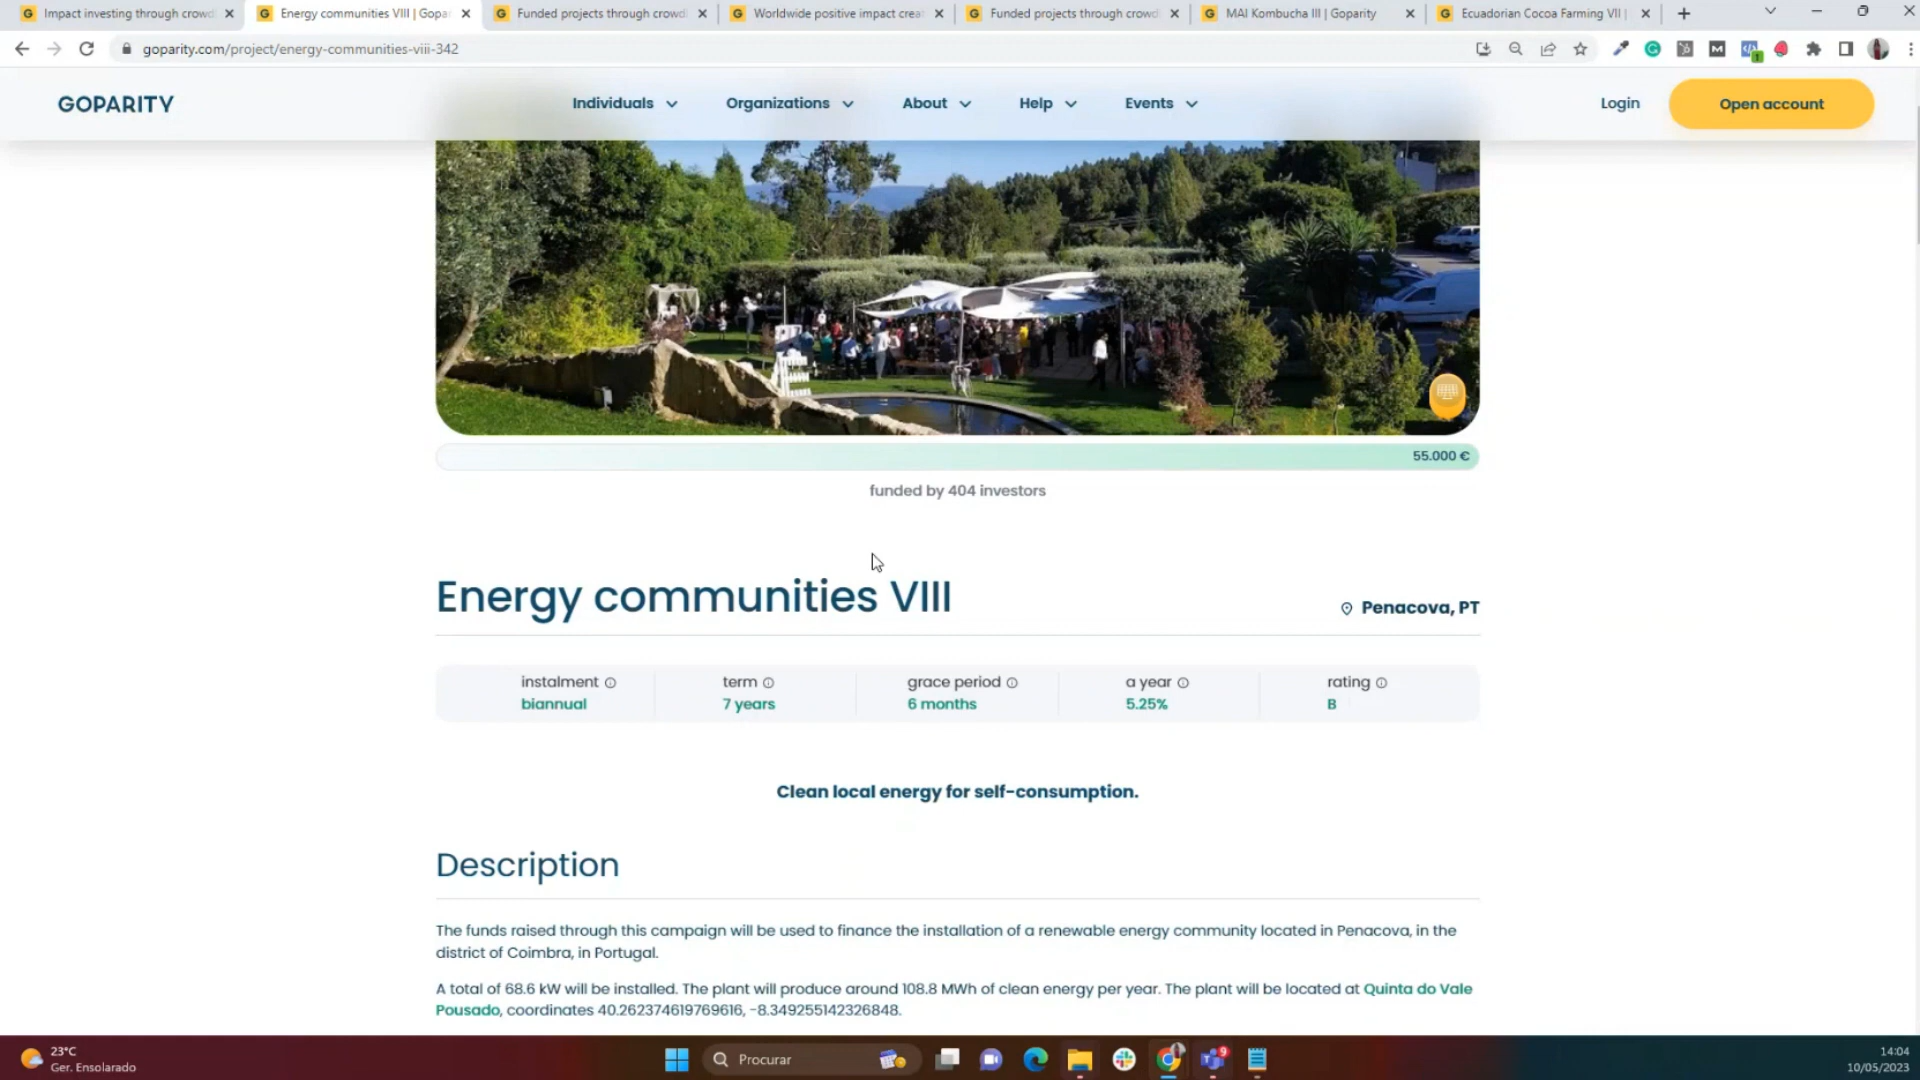 Impact investing through crowd
Energy communities VIII | Gopar
Funded projects through crowd
Worldwide positive impact crea
Funded projects through crowd
MAI Kombucha III | Goparity
Ecuadorian Cocoa Farming VII |
goparity.com/project/energy-communities-viii-342
GOPARITY
Individuals
Organizations
About
Help
Events
Login
Open account
55.000 €
funded by 404 investors
Energy communities VIII
Penacova, PT
instalment
biannual
term
7 years
grace period
6 months
a year
5.25%
rating
B
Clean local energy for self-consumption.
Description
The funds raised through this campaign will be used to finance the installation of a renewable energy community located in Penacova, in the
district of Coimbra, in Portugal.
A total of 68.6 kW will be installed. The plant will produce around 108.8 MWh of clean energy per year. The plant will be located at Quinta do Vale
Pousado, coordinates 40.262374619769616, -8.349255142326848.
23°C
Ger. Ensolarado
Procurar
9
14:04
10/05/2023